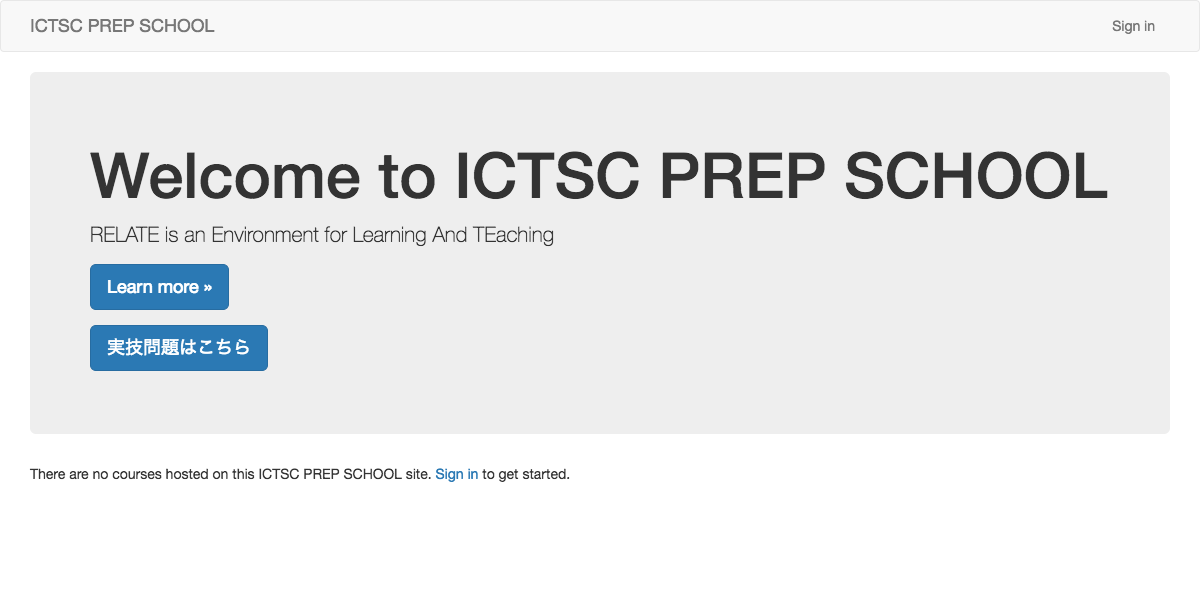 ICTSC PREP SCHOOL
Sign in
Welcome to ICTSC PREP SCHOOL
RELATE is an Environment for Learning And TEaching
Learn more »
実技問題はこちら
There are no courses hosted on this ICTSC PREP SCHOOL site. Sign in to get started.